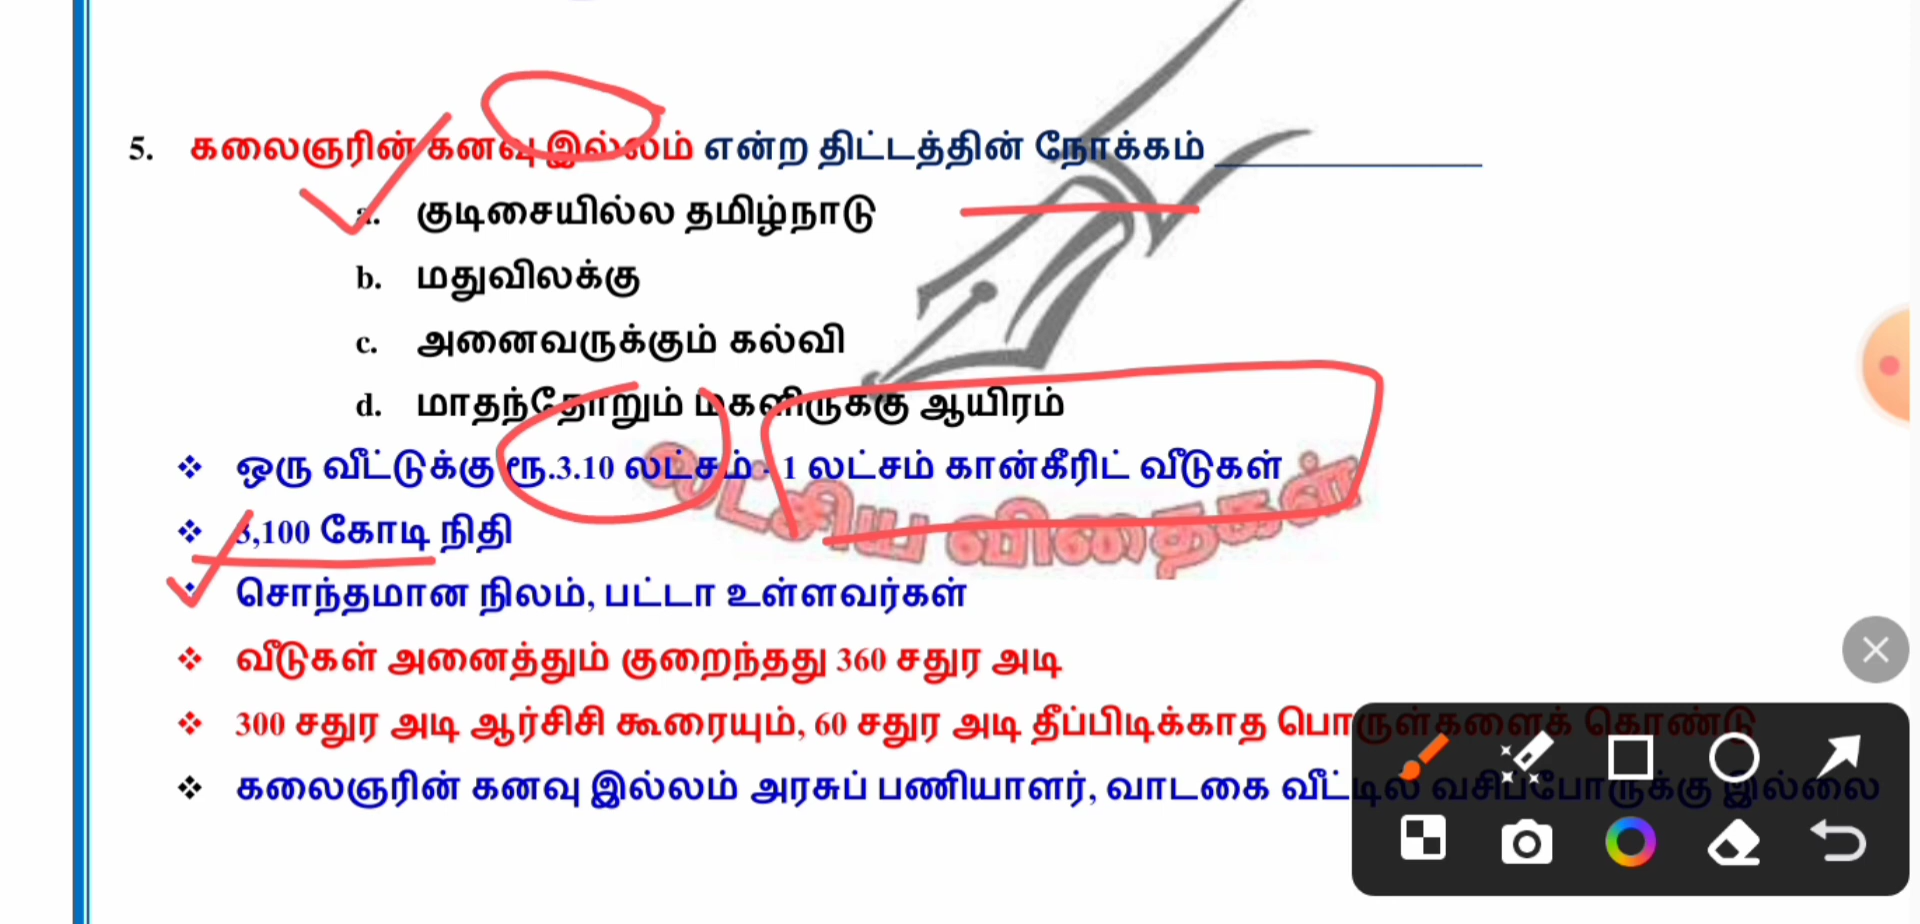 5. கலைஞரின் கனவு இல்லம் என்ற திட்டத்தின் நோக்கம் ____________
a. குடிசையில்ல தமிழ்நாடு
b. மதுவிலக்கு
c. அனைவருக்கும் கல்வி
d. மாதந்தோறும் மகளிருக்கு ஆயிரம்
❖ ஒரு வீட்டுக்கு ரூ.3.10 லட்சம் - 1 லட்சம் கான்கீரிட் வீடுகள்
லட்சிய விதைகள்
❖ 3,100 கோடி நிதி
❖ சொந்தமான நிலம், பட்டா உள்ளவர்கள்
❖ வீடுகள் அனைத்தும் குறைந்தது 360 சதுர அடி
❖ 300 சதுர அடி ஆர்சிசி கூரையும், 60 சதுர அடி தீப்பிடிக்காத பொருள்களைக் கொண்டு
❖ கலைஞரின் கனவு இல்லம் அரசுப் பணியாளர், வாடகை வீட்டில் வசிப்போருக்கு இல்லை